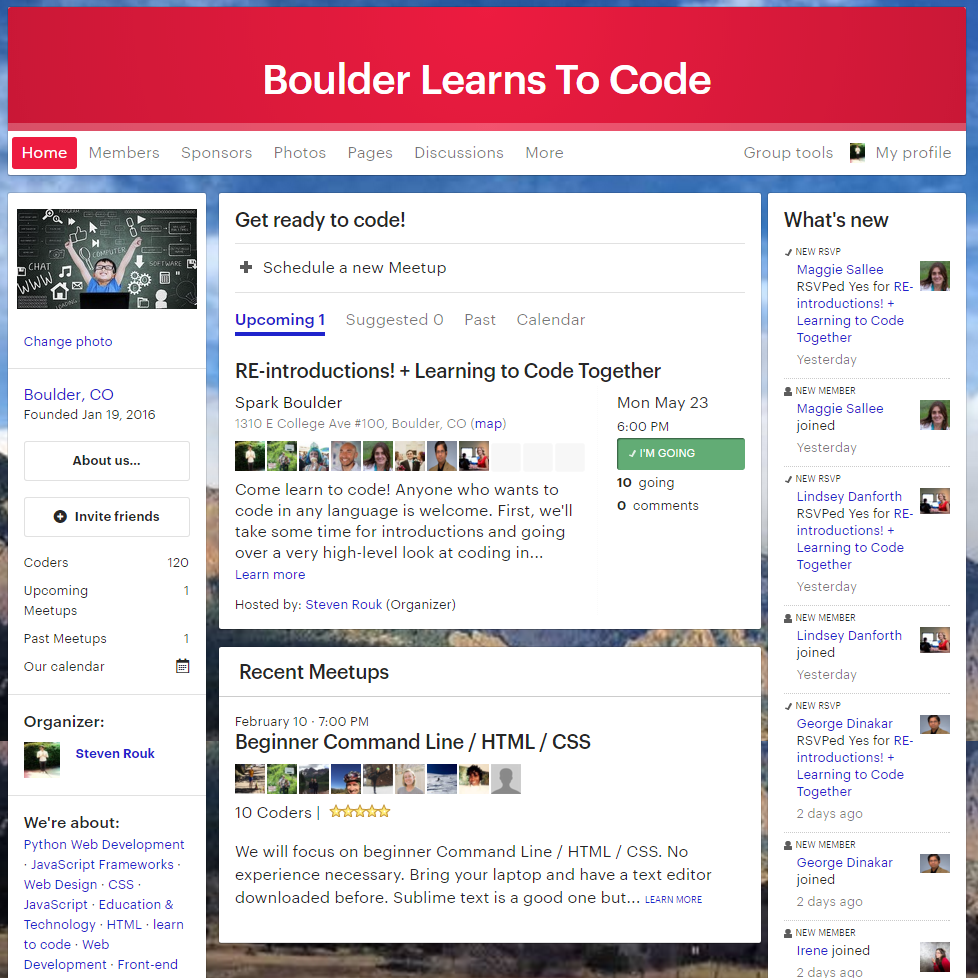 Boulder Learns To Code
Home
Members
Sponsors
Photos
Pages
Discussions
More
Group tools
My profile
CHAT
WWW
COMPUTER
SOFTWARE
LOADING
PROGRAM
Change photo
Boulder, CO
Founded Jan 19, 2016
About us...
Invite friends
Coders 120
Upcoming Meetups 1
Past Meetups 1
Our calendar
Organizer:
Steven Rouk
We're about:
Python Web Development
· JavaScript Frameworks ·
Web Design · CSS ·
JavaScript · Education &
Technology · HTML · learn
to code · Web
Development · Front-end
Get ready to code!
Schedule a new Meetup
Upcoming 1
Suggested 0
Past
Calendar
RE-introductions! + Learning to Code Together
Spark Boulder
1310 E College Ave #100, Boulder, CO (map)
Come learn to code! Anyone who wants to
code in any language is welcome. First, we'll
take some time for introductions and going
over a very high-level look at coding in...
Learn more
Hosted by: Steven Rouk (Organizer)
Mon May 23
6:00 PM
I'M GOING
10 going
0 comments
Recent Meetups
February 10 · 7:00 PM
Beginner Command Line / HTML / CSS
10 Coders |
We will focus on beginner Command Line / HTML / CSS. No
experience necessary. Bring your laptop and have a text editor
downloaded before. Sublime text is a good one but... LEARN MORE
What's new
NEW RSVP
Maggie Sallee
RSVPed Yes for RE-
introductions! +
Learning to Code
Together
Yesterday
NEW MEMBER
Maggie Sallee
joined
Yesterday
NEW RSVP
Lindsey Danforth
RSVPed Yes for RE-
introductions! +
Learning to Code
Together
Yesterday
NEW MEMBER
Lindsey Danforth
joined
Yesterday
NEW RSVP
George Dinakar
RSVPed Yes for RE-
introductions! +
Learning to Code
Together
2 days ago
NEW MEMBER
George Dinakar
joined
2 days ago
NEW MEMBER
Irene joined
2 days ago